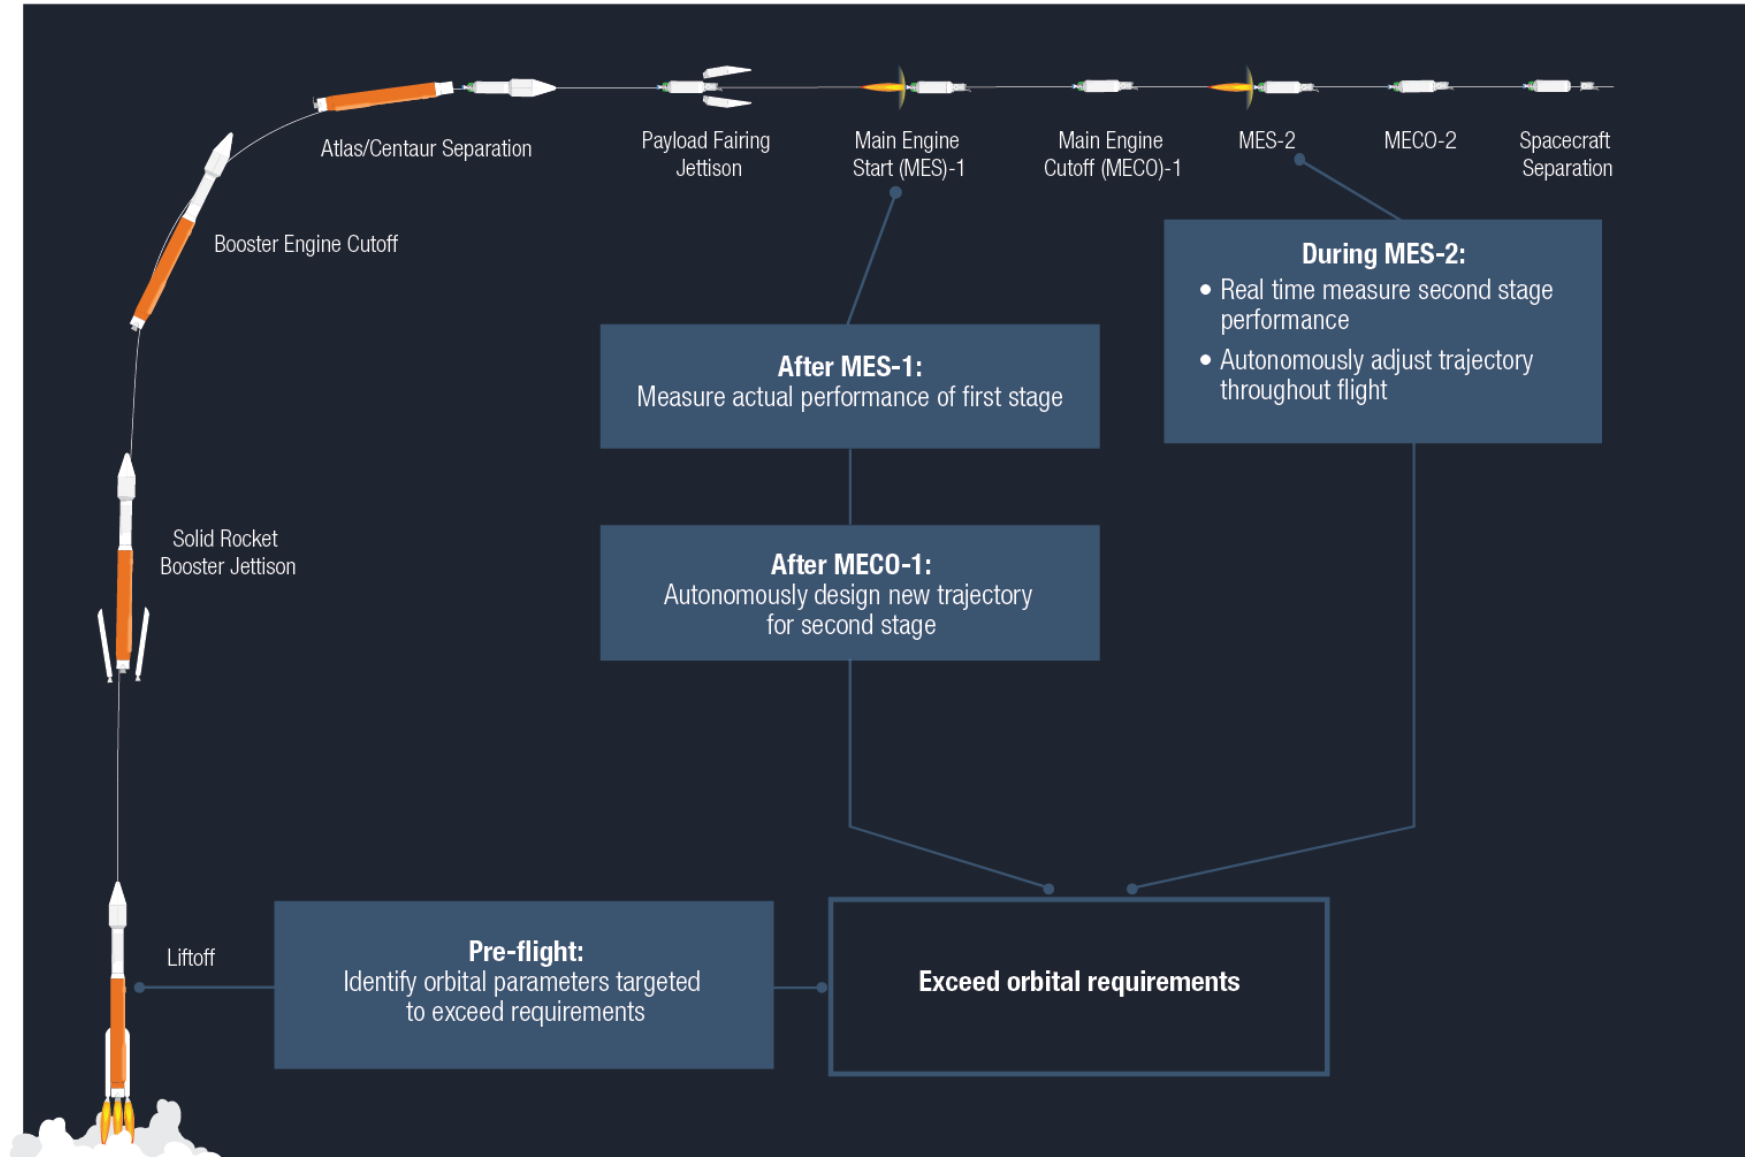 Atlas/Centaur Separation
Payload Fairing
Jettison
Main Engine
Start (MES)-1
Main Engine
Cutoff (MECO)-1
MES-2
MECO-2
Spacecraft
Separation
Booster Engine Cutoff
During MES-2:
• Real time measure second stage
performance
• Autonomously adjust trajectory
throughout flight
After MES-1:
Measure actual performance of first stage
Solid Rocket
Booster Jettison
After MECO-1:
Autonomously design new trajectory
for second stage
Liftoff
Pre-flight:
Identify orbital parameters targeted
to exceed requirements
Exceed orbital requirements